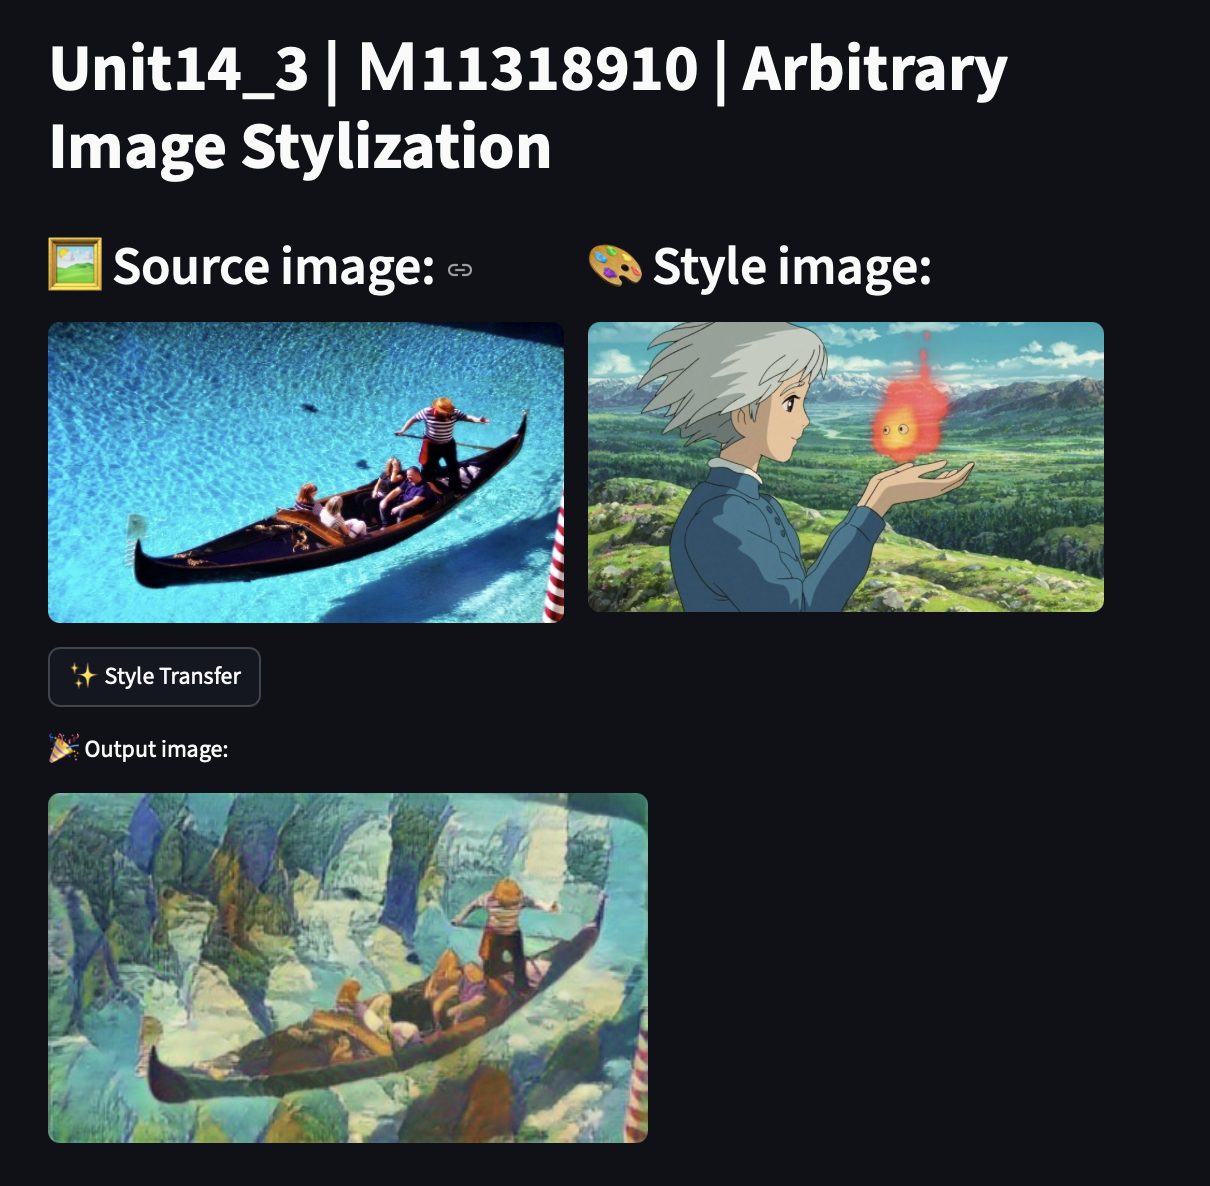 Unit14_3 | M11318910 | Arbitrary
Image Stylization
🖼️ Source image:
🎨 Style image:
✨ Style Transfer
🎉 Output image: